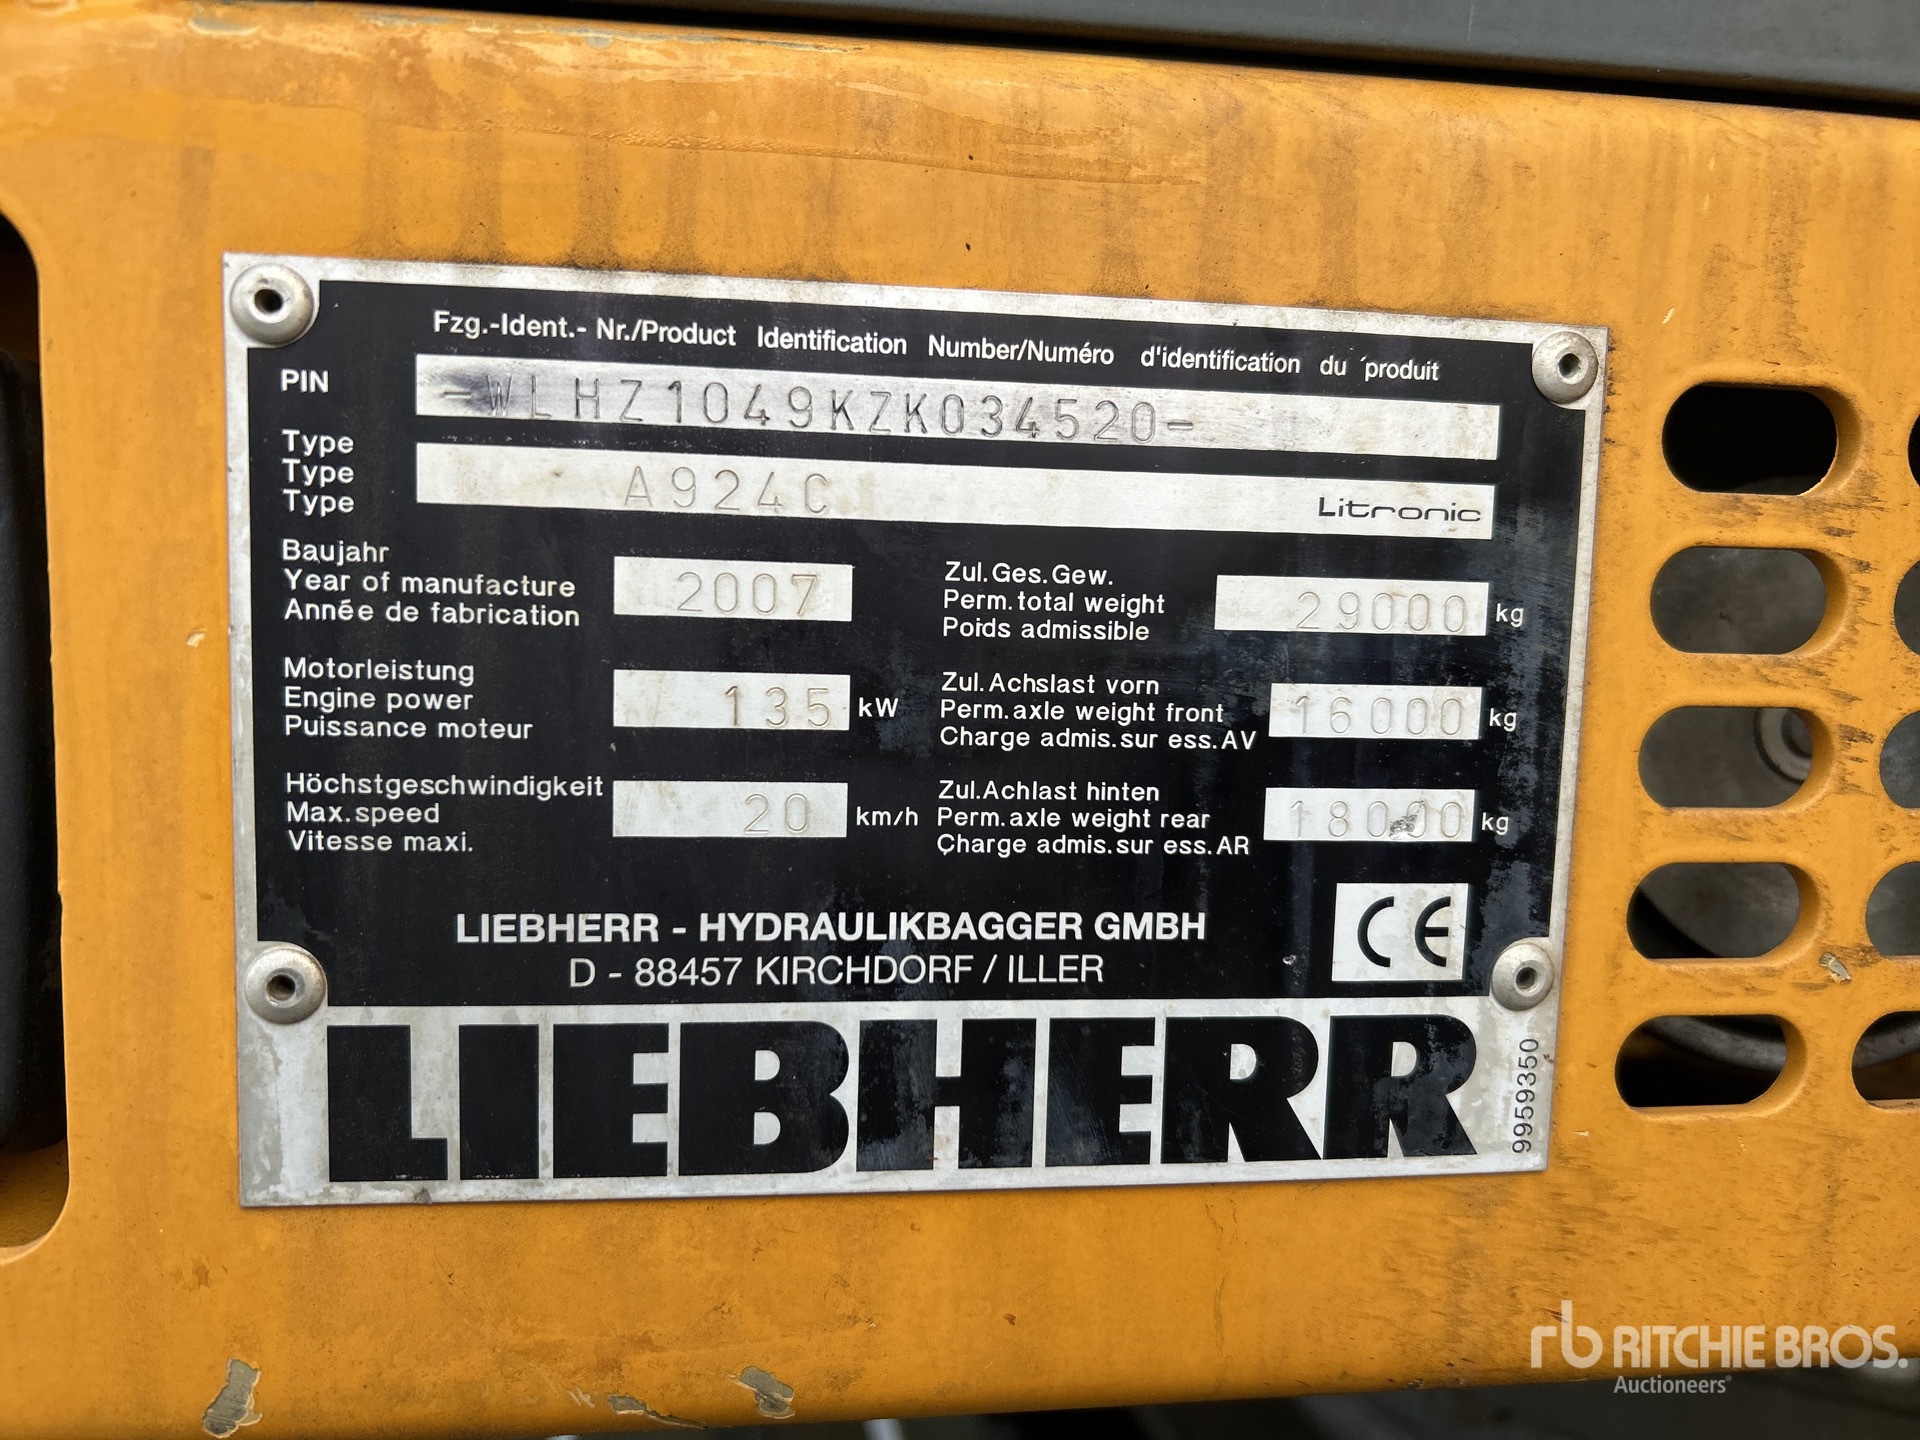 Fzg.-Ident.- Nr./Product Identification Number/Numéro d'identification du ´produit
PIN -WLHZ1049KZKO34520-
Type
Type A924C Litronic
Type
Baujahr
Year of manufacture 2007
Année de fabrication
Zul.Ges.Gew.
Perm.total weight 29000 kg
Poids admissible
Motorleistung
Engine power 135 kW
Puissance moteur
Zul.Achslast vorn
Perm.axle weight front 16000 kg
Charge admis.sur ess.AV
Höchstgeschwindigkeit
Max.speed 20 km/h
Vitesse maxi.
Zul.Achlast hinten
Perm.axle weight rear 18000 kg
Charge admis.sur ess.AR
LIEBHERR - HYDRAULIKBAGGER GMBH
D - 88457 KIRCHDORF / ILLER
CE
LIEBHERR
9959350
rb RITCHIE BROS.
Auctioneers®